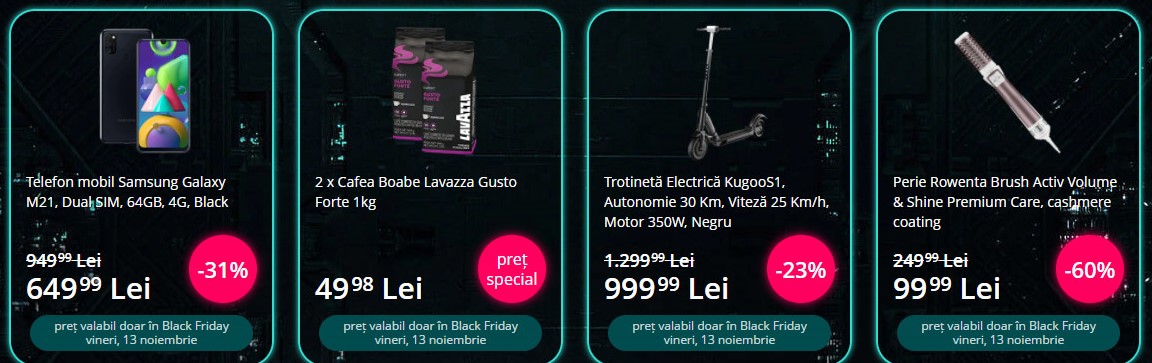 Telefon mobil Samsung Galaxy
M21, Dual SIM, 64GB, 4G, Black
949⁹⁹ Lei
649⁹⁹ Lei
-31%
preț valabil doar în Black Friday
vineri, 13 noiembrie
GUSTO
FORTE
LAVAZZA
2 x Cafea Boabe Lavazza Gusto
Forte 1kg
49⁹⁸ Lei
preț
special
preț valabil doar în Black Friday
vineri, 13 noiembrie
Trotinetă Electrică KugooS1,
Autonomie 30 Km, Viteză 25 Km/h,
Motor 350W, Negru
1.299⁹⁹ Lei
999⁹⁹ Lei
-23%
preț valabil doar în Black Friday
vineri, 13 noiembrie
Perie Rowenta Brush Activ Volume
& Shine Premium Care, cashmere
coating
249⁹⁹ Lei
99⁹⁹ Lei
-60%
preț valabil doar în Black Friday
vineri, 13 noiembrie